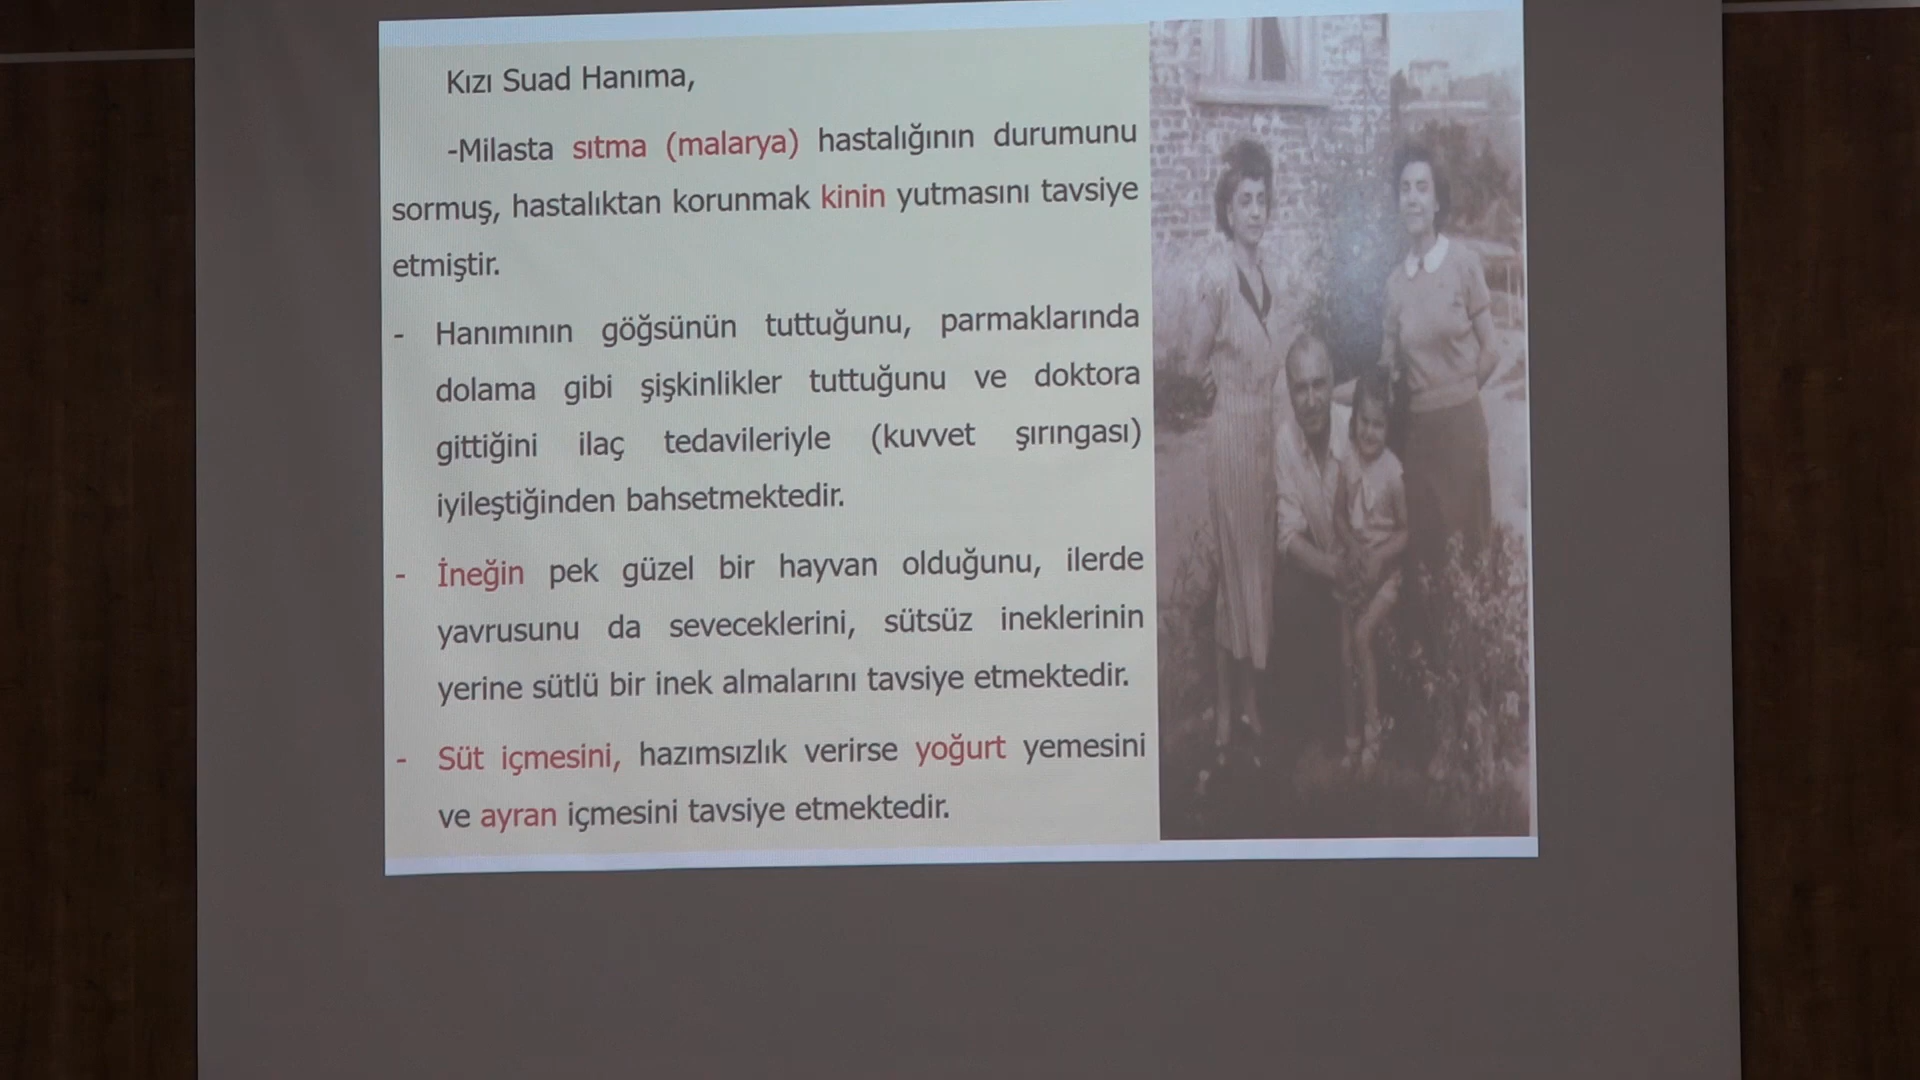 Kızı Suad Hanıma,
-Milasta sıtma (malarya) hastalığının durumunu
sormuş, hastalıktan korunmak kinin yutmasını tavsiye
etmiştir.
- Hanımının göğsünün tuttuğunu, parmaklarında
dolama gibi şişkinlikler tuttuğunu ve doktora
gittiğini ilaç tedavileriyle (kuvvet şırıngası)
iyileştiğinden bahsetmektedir.
- İneğin pek güzel bir hayvan olduğunu, ilerde
yavrusunu da seveceklerini, sütsüz ineklerinin
yerine sütlü bir inek almalarını tavsiye etmektedir.
- Süt içmesini, hazımsızlık verirse yoğurt yemesini
ve ayran içmesini tavsiye etmektedir.